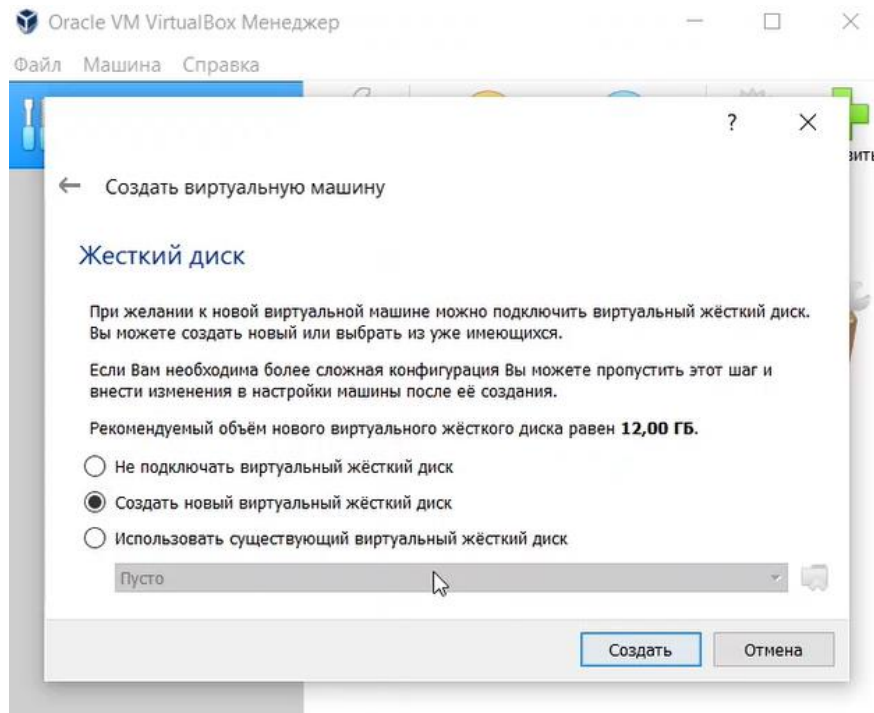 Oracle VM VirtualBox Менеджер
Файл Машина Справка
?
Создать виртуальную машину
Жесткий диск
При желании к новой виртуальной машине можно подключить виртуальный жёсткий диск.
Вы можете создать новый или выбрать из уже имеющихся.
Если Вам необходима более сложная конфигурация Вы можете пропустить этот шаг и
внести изменения в настройки машины после её создания.
Рекомендуемый объём нового виртуального жёсткого диска равен 12,00 ГБ.
Не подключать виртуальный жёсткий диск
Создать новый виртуальный жёсткий диск
Использовать существующий виртуальный жёсткий диск
Пусто
Создать Отмена